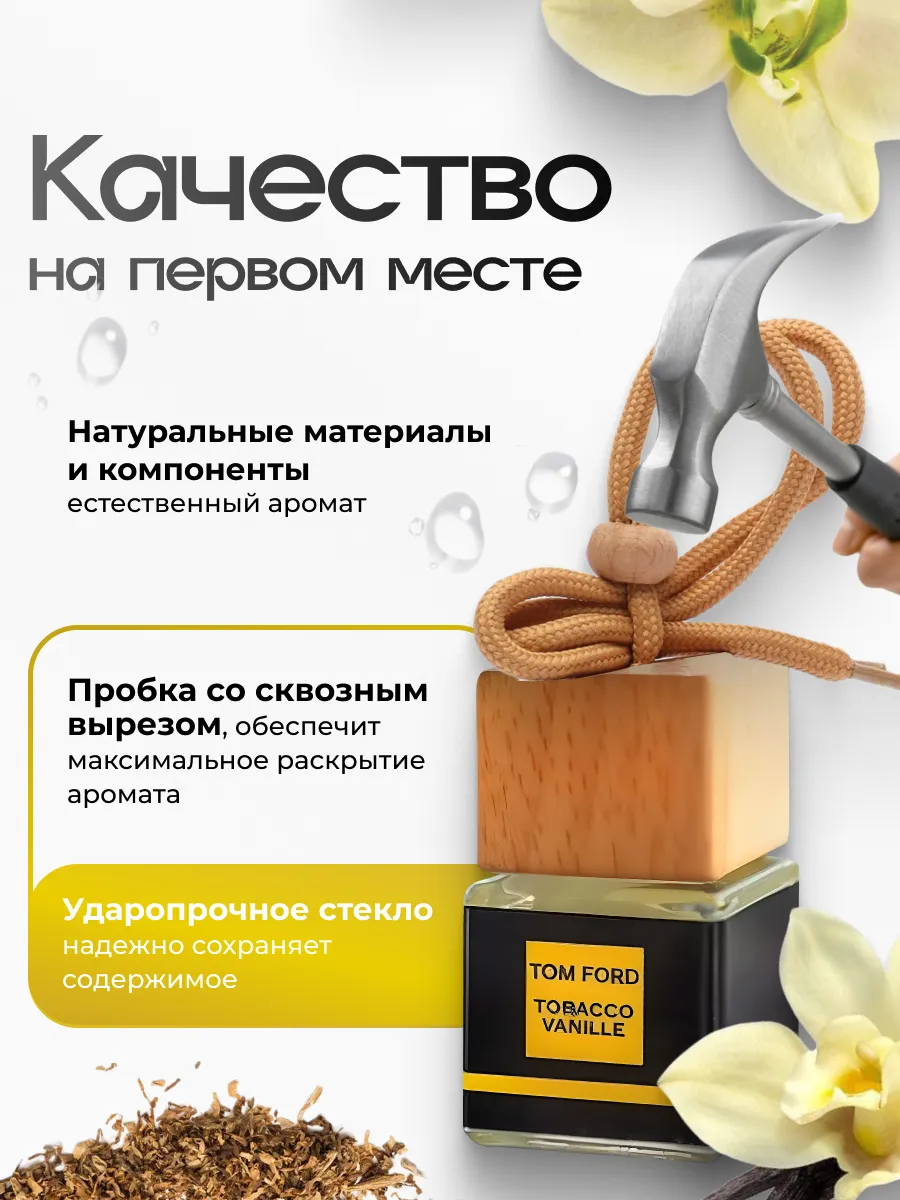 Качество
на первом месте
Натуральные материалы
и компоненты
естественный аромат
Пробка со сквозным
вырезом, обеспечит
максимальное раскрытие
аромата
Ударопрочное стекло
надежно сохраняет
содержимое
TOM FORD
TOBACCO
VANILLE